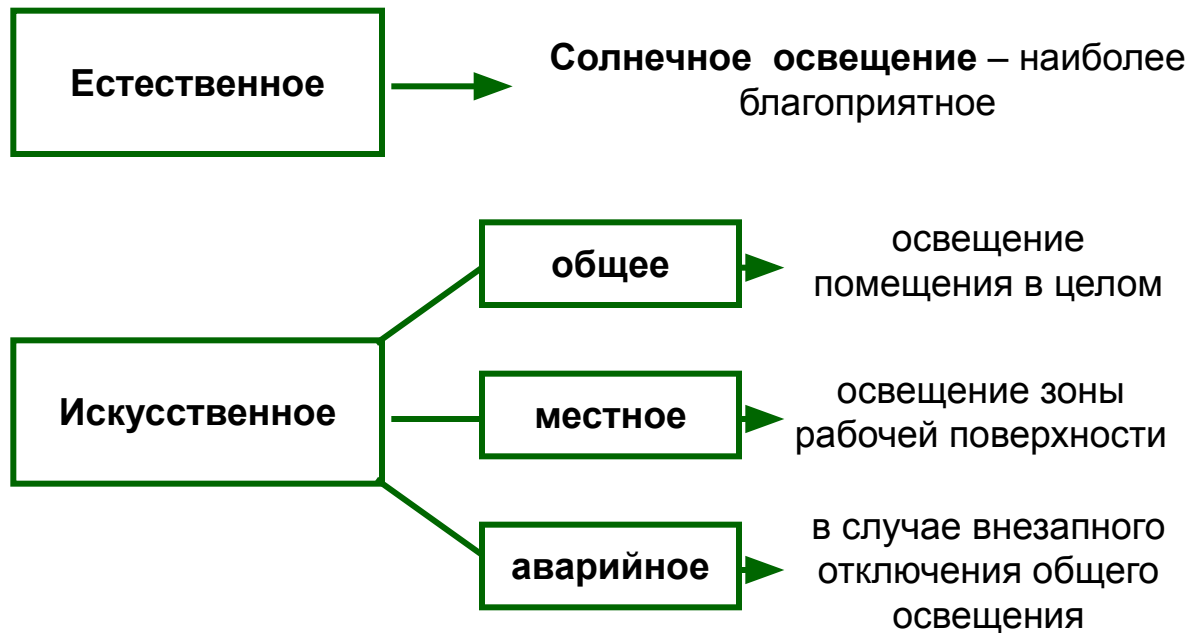 Естественное
Солнечное освещение – наиболее
благоприятное
Искусственное
общее
освещение
помещения в целом
местное
освещение зоны
рабочей поверхности
аварийное
в случае внезапного
отключения общего
освещения